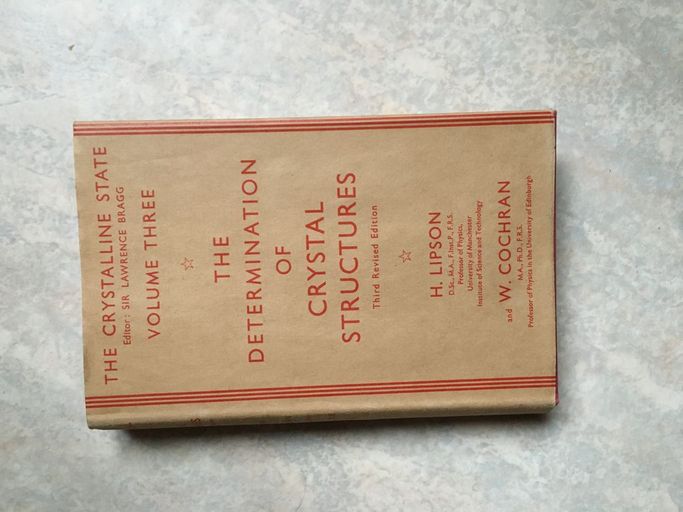 THE CRYSTALLINE STATE
Editor: SIR LAWRENCE BRAGG
VOLUME THREE
THE
DETERMINATION
OF
CRYSTAL
STRUCTURES
Third Revised Edition
H. LIPSON
D.Sc., M.A., F.Inst.P., F.R.S.
Professor of Physics,
University of Manchester
Institute of Science and Technology
and W. COCHRAN
M.A., Ph.D., F.R.S.
Professor of Physics in the University of Edinburgh